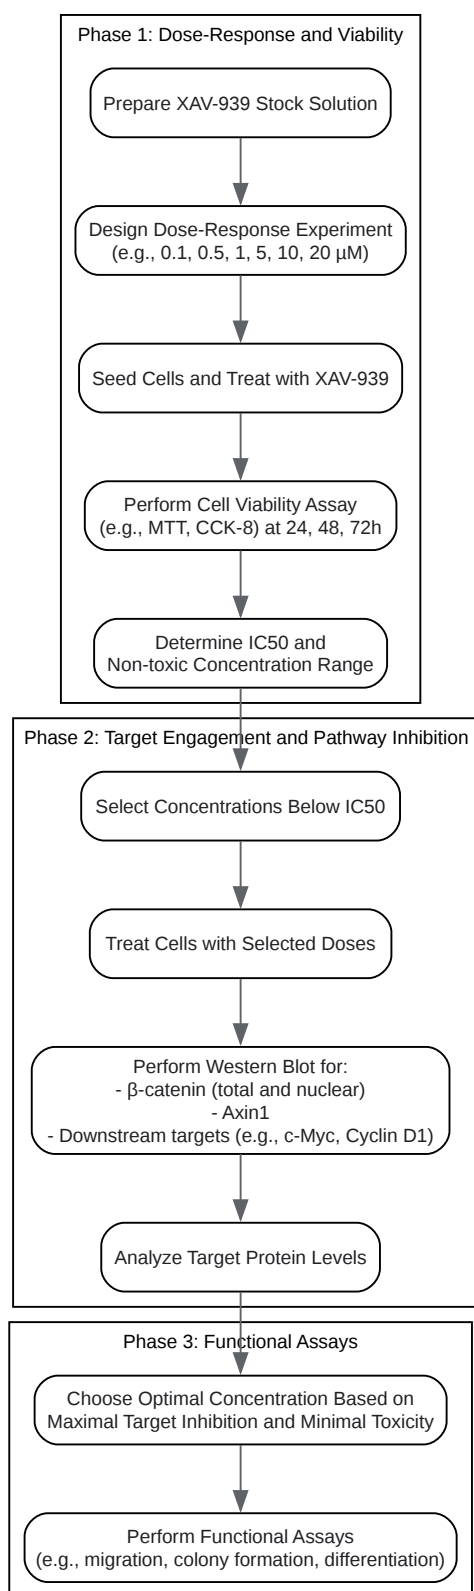 Phase 1: Dose-Response and Viability
Prepare XAV-939 Stock Solution
Design Dose-Response Experiment
(e.g., 0.1, 0.5, 1, 5, 10, 20 µM)
Seed Cells and Treat with XAV-939
Perform Cell Viability Assay
(e.g., MTT, CCK-8) at 24, 48, 72h
Determine IC50 and
Non-toxic Concentration Range
Phase 2: Target Engagement and Pathway Inhibition
Select Concentrations Below IC50
Treat Cells with Selected Doses
Perform Western Blot for:
- β-catenin (total and nuclear)
- Axin1
- Downstream targets (e.g., c-Myc, Cyclin D1)
Analyze Target Protein Levels
Phase 3: Functional Assays
Choose Optimal Concentration Based on
Maximal Target Inhibition and Minimal Toxicity
Perform Functional Assays
(e.g., migration, colony formation, differentiation)